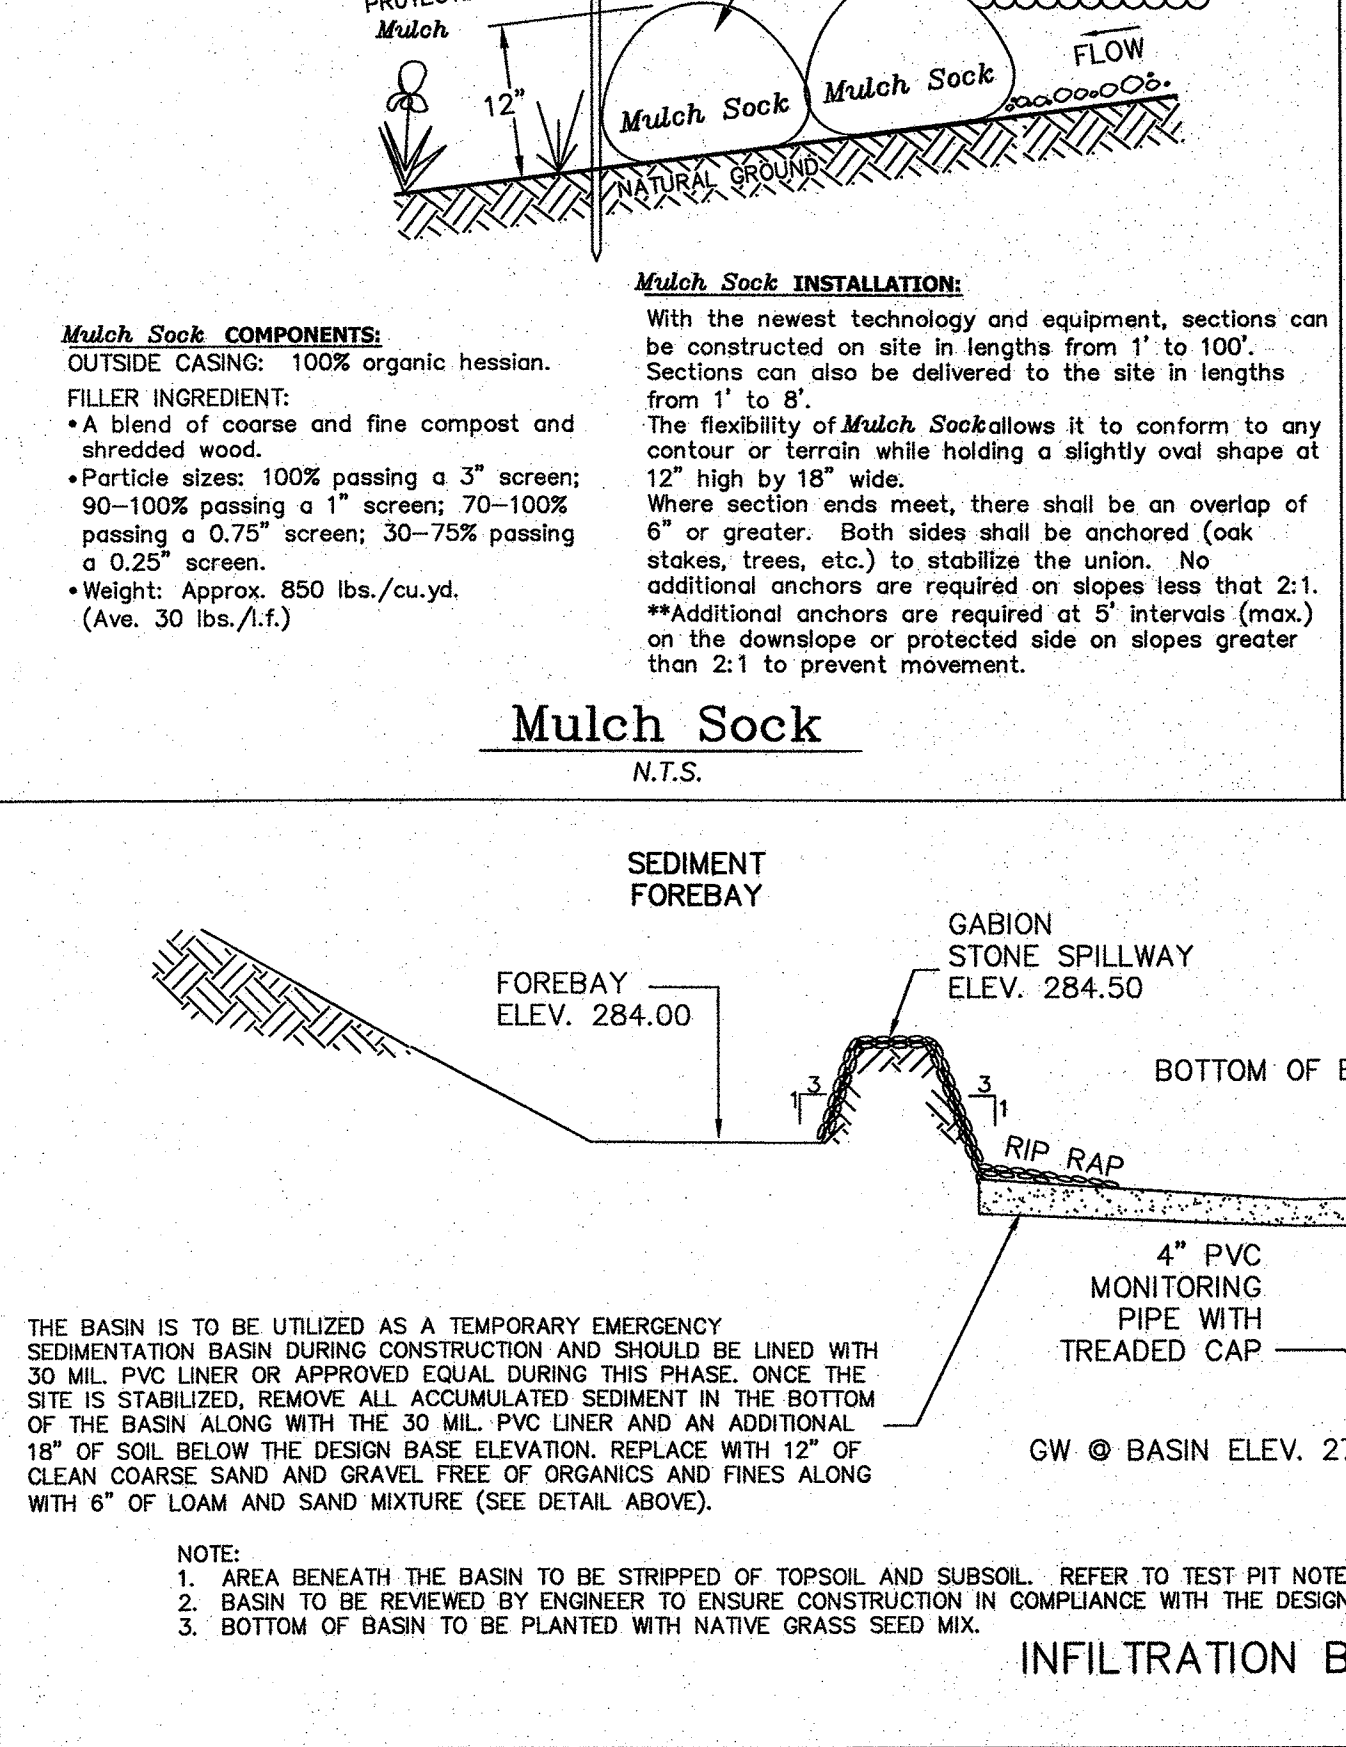 Mulch
12"
FLOW
Mulch Sock
Mulch Sock
NATURAL GROUND
Mulch Sock COMPONENTS:
OUTSIDE CASING: 100% organic hessian.
FILLER INGREDIENT:
• A blend of coarse and fine compost and
shredded wood.
• Particle sizes: 100% passing a 3" screen;
90–100% passing a 1" screen; 70–100%
passing a 0.75" screen; 30–75% passing
a 0.25" screen.
• Weight: Approx. 850 lbs./cu.yd.
(Ave. 30 lbs./l.f.)
Mulch Sock INSTALLATION:
With the newest technology and equipment, sections can
be constructed on site in lengths from 1' to 100'.
Sections can also be delivered to the site in lengths
from 1' to 8'.
The flexibility of Mulch Sock allows it to conform to any
contour or terrain while holding a slightly oval shape at
12" high by 18" wide.
Where section ends meet, there shall be an overlap of
6" or greater. Both sides shall be anchored (oak
stakes, trees, etc.) to stabilize the union. No
additional anchors are required on slopes less that 2:1.
**Additional anchors are required at 5' intervals (max.)
on the downslope or protected side on slopes greater
than 2:1 to prevent movement.
Mulch Sock
N.T.S.
SEDIMENT
FOREBAY
GABION
STONE SPILLWAY
ELEV. 284.50
FOREBAY
ELEV. 284.00
BOTTOM OF
3
1
3
1
RIP RAP
4" PVC
MONITORING
PIPE WITH
TREADED CAP
THE BASIN IS TO BE UTILIZED AS A TEMPORARY EMERGENCY
SEDIMENTATION BASIN DURING CONSTRUCTION AND SHOULD BE LINED WITH
30 MIL. PVC LINER OR APPROVED EQUAL DURING THIS PHASE. ONCE THE
SITE IS STABILIZED, REMOVE ALL ACCUMULATED SEDIMENT IN THE BOTTOM
OF THE BASIN ALONG WITH THE 30 MIL. PVC LINER AND AN ADDITIONAL
18" OF SOIL BELOW THE DESIGN BASE ELEVATION. REPLACE WITH 12" OF
CLEAN COARSE SAND AND GRAVEL FREE OF ORGANICS AND FINES ALONG
WITH 6" OF LOAM AND SAND MIXTURE (SEE DETAIL ABOVE).
GW @ BASIN ELEV. 27
NOTE:
1. AREA BENEATH THE BASIN TO BE STRIPPED OF TOPSOIL AND SUBSOIL. REFER TO TEST PIT NOTE
2. BASIN TO BE REVIEWED BY ENGINEER TO ENSURE CONSTRUCTION IN COMPLIANCE WITH THE DESIGN
3. BOTTOM OF BASIN TO BE PLANTED WITH NATIVE GRASS SEED MIX.
INFILTRATION B